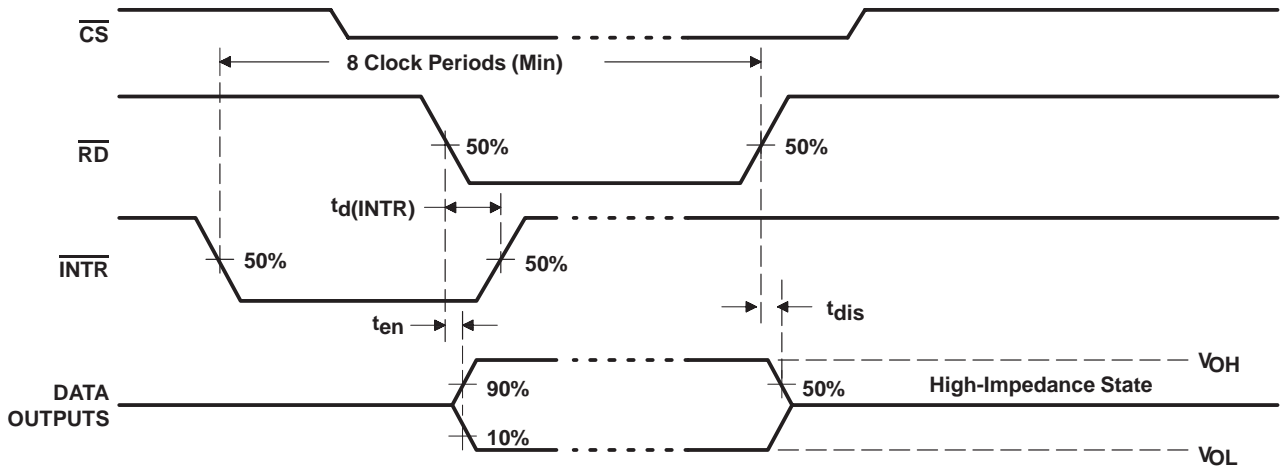 CS
8 Clock Periods (Min)
RD
50%
50%
td(INTR)
INTR
50%
50%
ten
tdis
DATA
OUTPUTS
90%
10%
50%
High-Impedance State
VOH
VOL